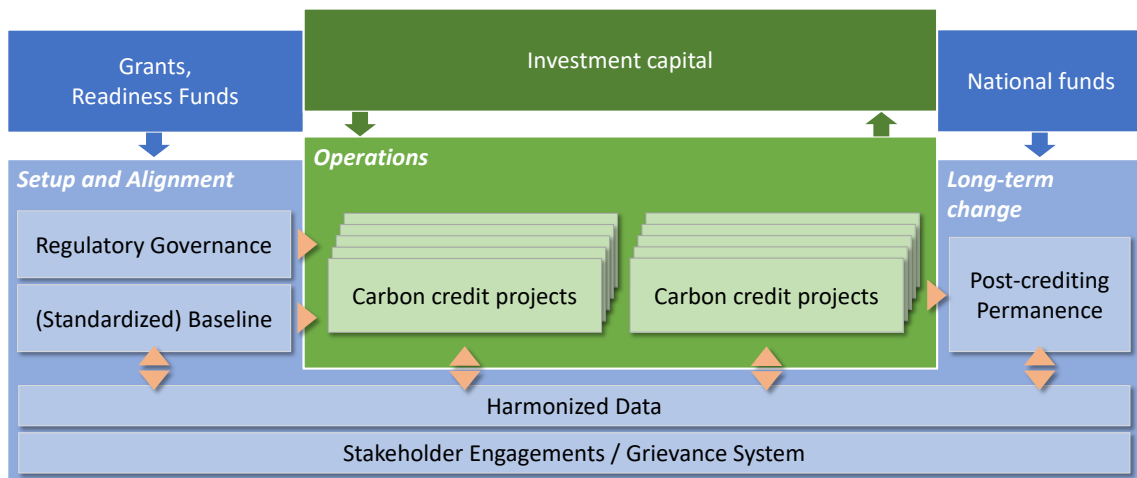 Grants,
Readiness Funds
Investment capital
National funds
Setup and Alignment
Operations
Long-term
change
Regulatory Governance
(Standardized) Baseline
Carbon credit projects
Carbon credit projects
Post-crediting
Permanence
Harmonized Data
Stakeholder Engagements / Grievance System